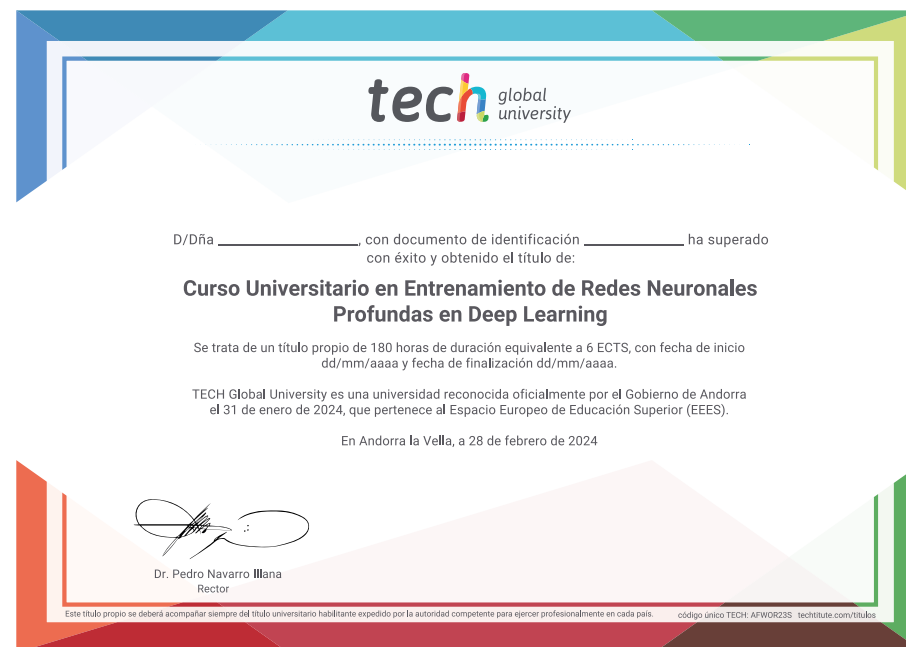 tech global university
D/Dña ____________________, con documento de identificación ______________ ha superado
con éxito y obtenido el título de:
Curso Universitario en Entrenamiento de Redes Neuronales
Profundas en Deep Learning
Se trata de un título propio de 180 horas de duración equivalente a 6 ECTS, con fecha de inicio
dd/mm/aaaa y fecha de finalización dd/mm/aaaa.
TECH Global University es una universidad reconocida oficialmente por el Gobierno de Andorra
el 31 de enero de 2024, que pertenece al Espacio Europeo de Educación Superior (EEES).
En Andorra la Vella, a 28 de febrero de 2024
Dr. Pedro Navarro Illana
Rector
Este título propio se deberá acompañar siempre del título universitario habilitante expedido por la autoridad competente para ejercer profesionalmente en cada país.
código único TECH: AFWOR23S techtitute.com/titulos